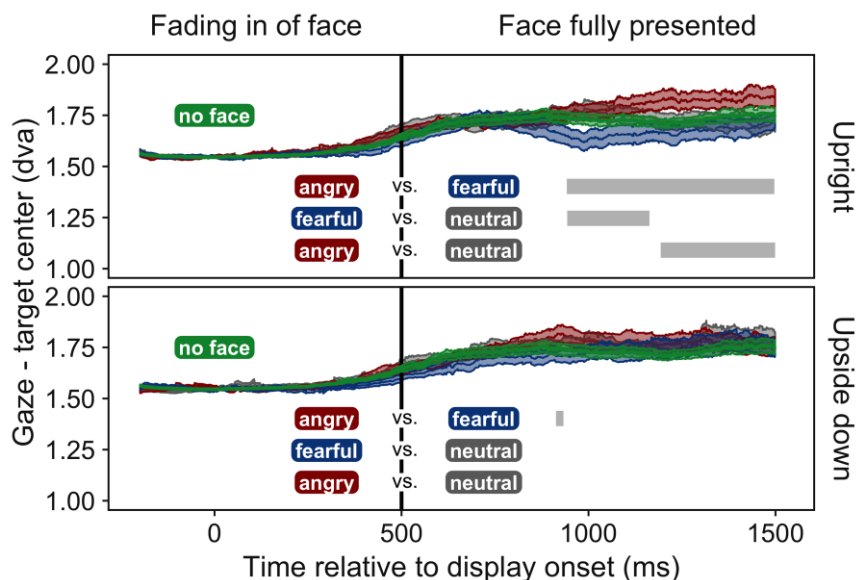 Fading in of face Face fully presented
Gaze - target center (dva)
2.00
no face
1.75
1.50
angry vs. fearful
1.25 fearful vs. neutral
angry vs. neutral
1.00
Upright
2.00
no face
1.75
1.50
angry vs. fearful
1.25 fearful vs. neutral
angry vs. neutral
1.00
Upside down
0 500 1000 1500
Time relative to display onset (ms)